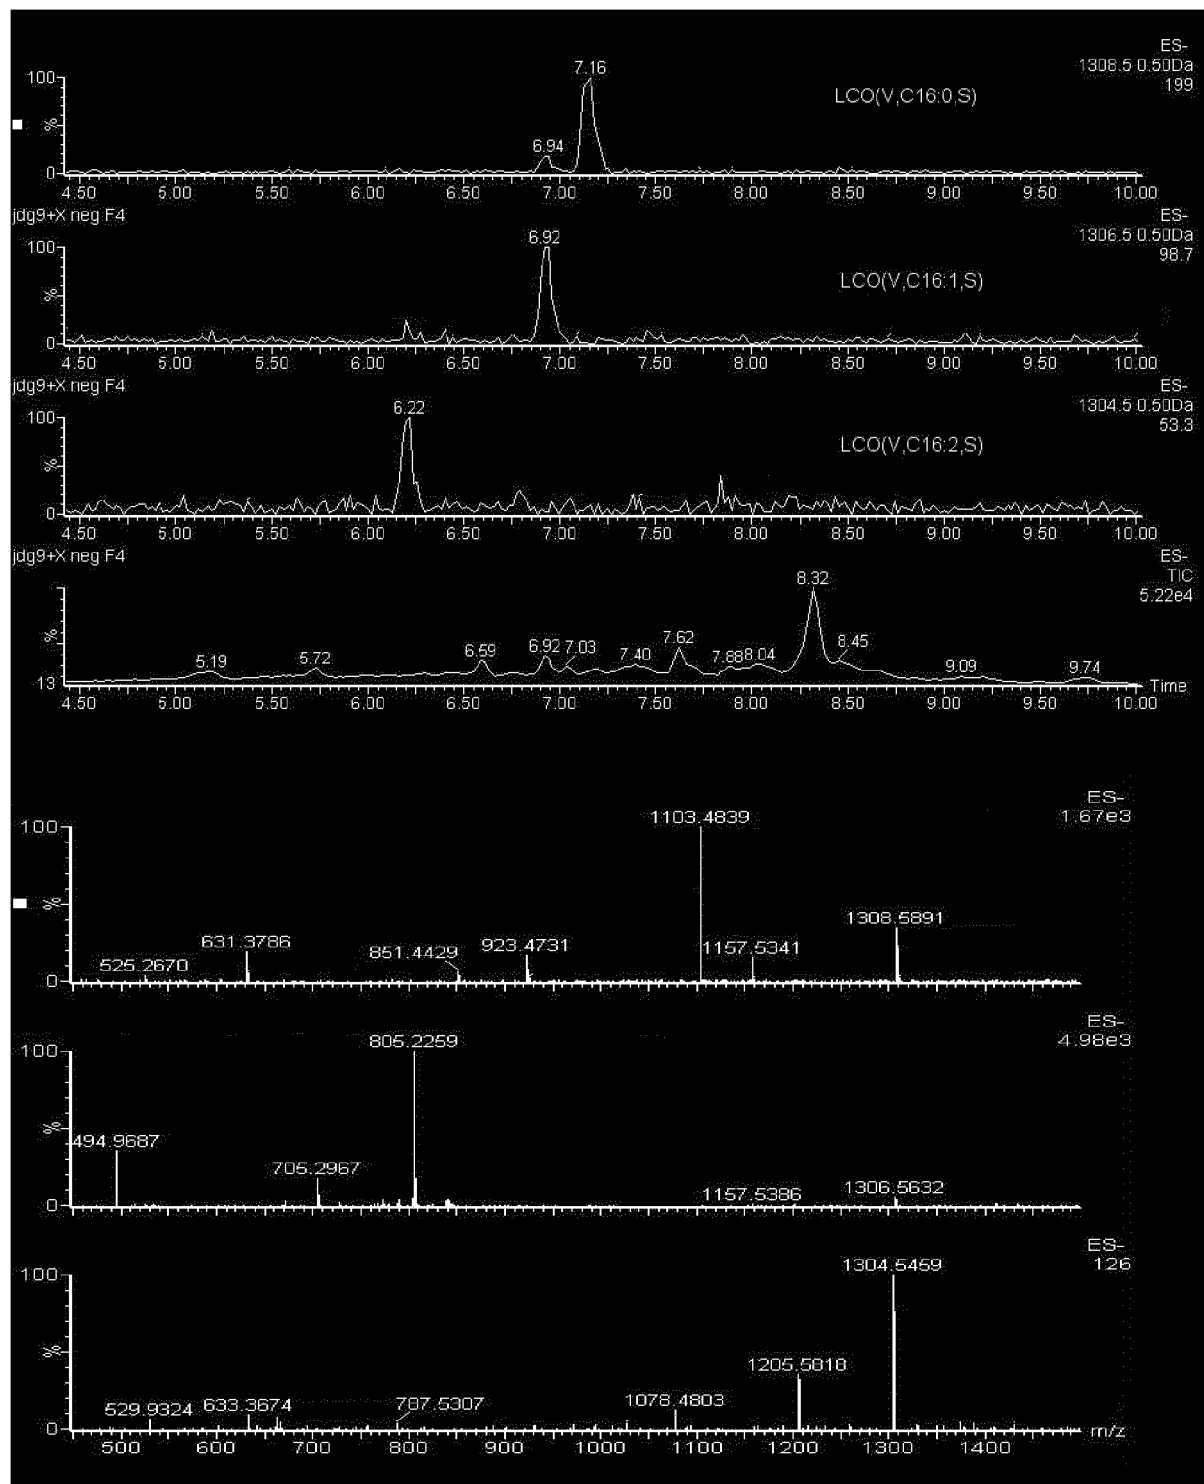 ES-
7.16
1308.5 0.50Da
100
199
LCO(V,C16:0,S)
%
6.94
0
4.50 5.00 5.50 6.00 6.50 7.00 7.50 8.00 8.50 9.00 9.50 10.00
jdg9+X neg F4
ES-
6.92
1306.5 0.50Da
100
98.7
LCO(V,C16:1,S)
%
0
4.50 5.00 5.50 6.00 6.50 7.00 7.50 8.00 8.50 9.00 9.50 10.00
jdg9+X neg F4
ES-
6.22
1304.5 0.50Da
100
53.3
LCO(V,C16:2,S)
%
0
4.50 5.00 5.50 6.00 6.50 7.00 7.50 8.00 8.50 9.00 9.50 10.00
jdg9+X neg F4
ES-
8.32
TIC
5.22e4
%
5.19 5.72 6.59 6.92 7.03 7.40 7.62 7.88 8.04 8.45 9.09 9.74
-13
Time
4.50 5.00 5.50 6.00 6.50 7.00 7.50 8.00 8.50 9.00 9.50 10.00
ES-
1103.4839
1.67e3
100
%
1308.5891
631.3786
851.4429
923.4731
1157.5341
525.2670
0
ES-
805.2259
4.98e3
100
%
494.9687
705.2967
1157.5386
1306.5632
0
ES-
1304.5459
126
100
%
1205.5818
529.9324
633.3674
787.5307
1078.4803
0
m/z
500 600 700 800 900 1000 1100 1200 1300 1400